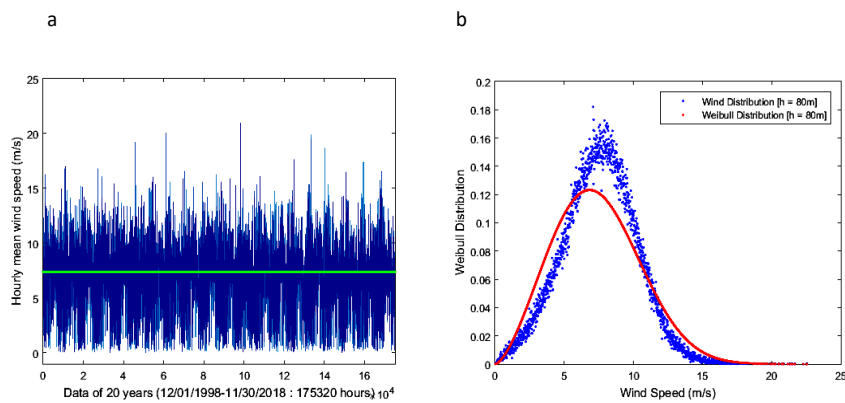 a
b
25
20
15
10
5
0
Hourly mean wind speed (m/s)
0 2 4 6 8 10 12 14 16
Data of 20 years (12/01/1998-11/30/2018 : 175320 hours) ×10^4
0.2
0.18
0.16
0.14
0.12
0.1
0.08
0.06
0.04
0.02
0
Weibull Distribution
Wind Distribution [h = 80m]
Weibull Distribution [h = 80m]
0 5 10 15 20 25
Wind Speed (m/s)